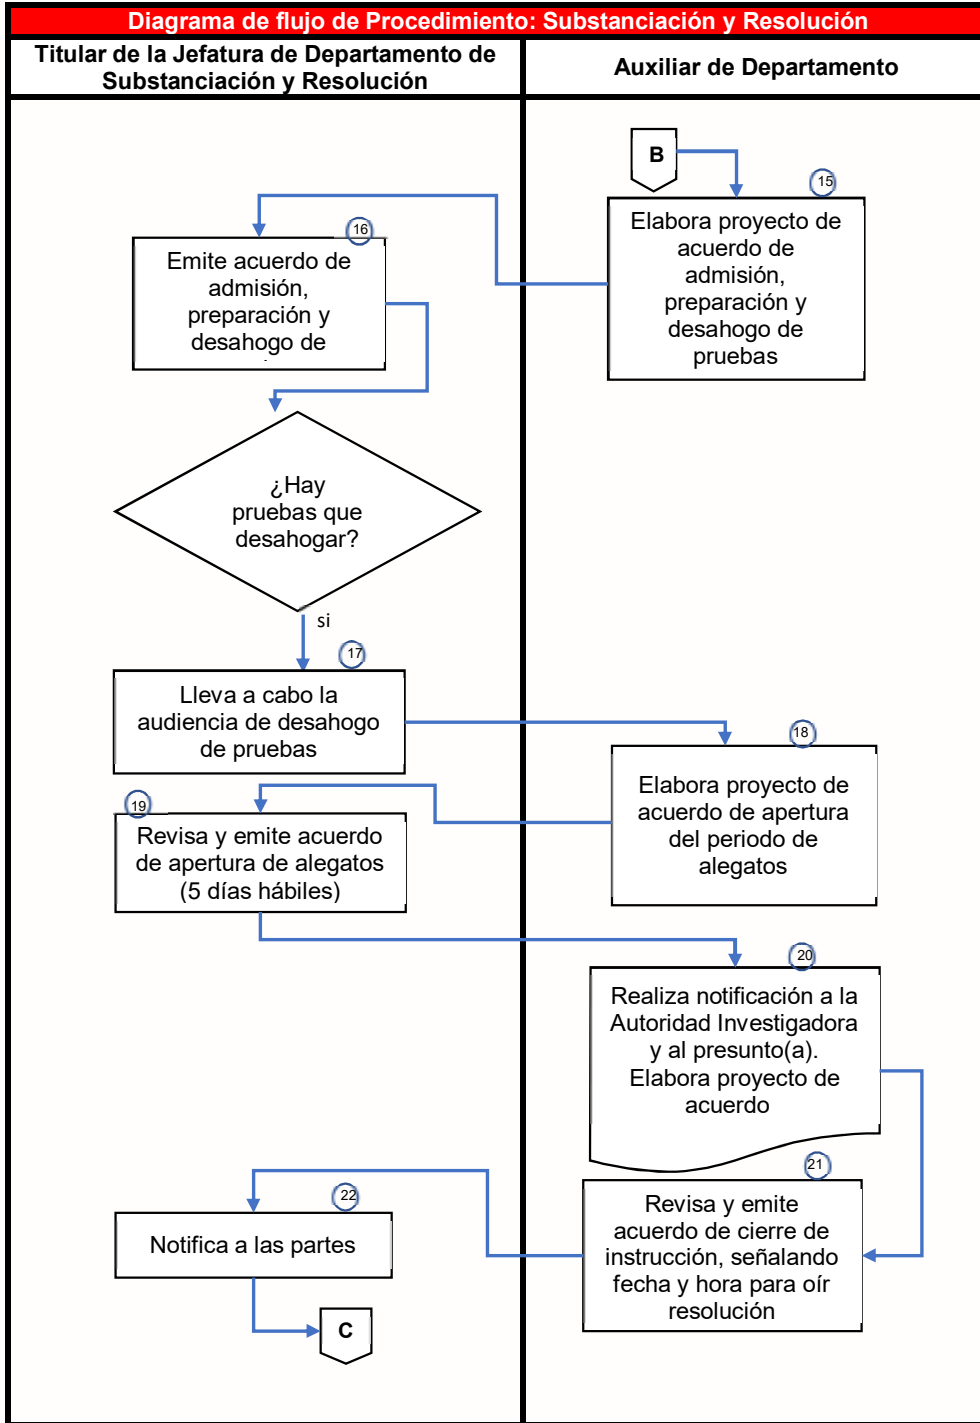 Diagrama de flujo de Procedimiento: Substanciación y Resolución
Titular de la Jefatura de Departamento de
Substanciación y Resolución
Auxiliar de Departamento
B
15
Elabora proyecto de
acuerdo de
admisión,
preparación y
desahogo de
pruebas
16
Emite acuerdo de
admisión,
preparación y
desahogo de
¿Hay
pruebas que
desahogar?
si
17
Lleva a cabo la
audiencia de desahogo
de pruebas
18
Elabora proyecto de
acuerdo de apertura
del periodo de
alegatos
19
Revisa y emite acuerdo
de apertura de alegatos
(5 días hábiles)
20
Realiza notificación a la
Autoridad Investigadora
y al presunto(a).
Elabora proyecto de
acuerdo
21
Revisa y emite
acuerdo de cierre de
instrucción, señalando
fecha y hora para oír
resolución
22
Notifica a las partes
C